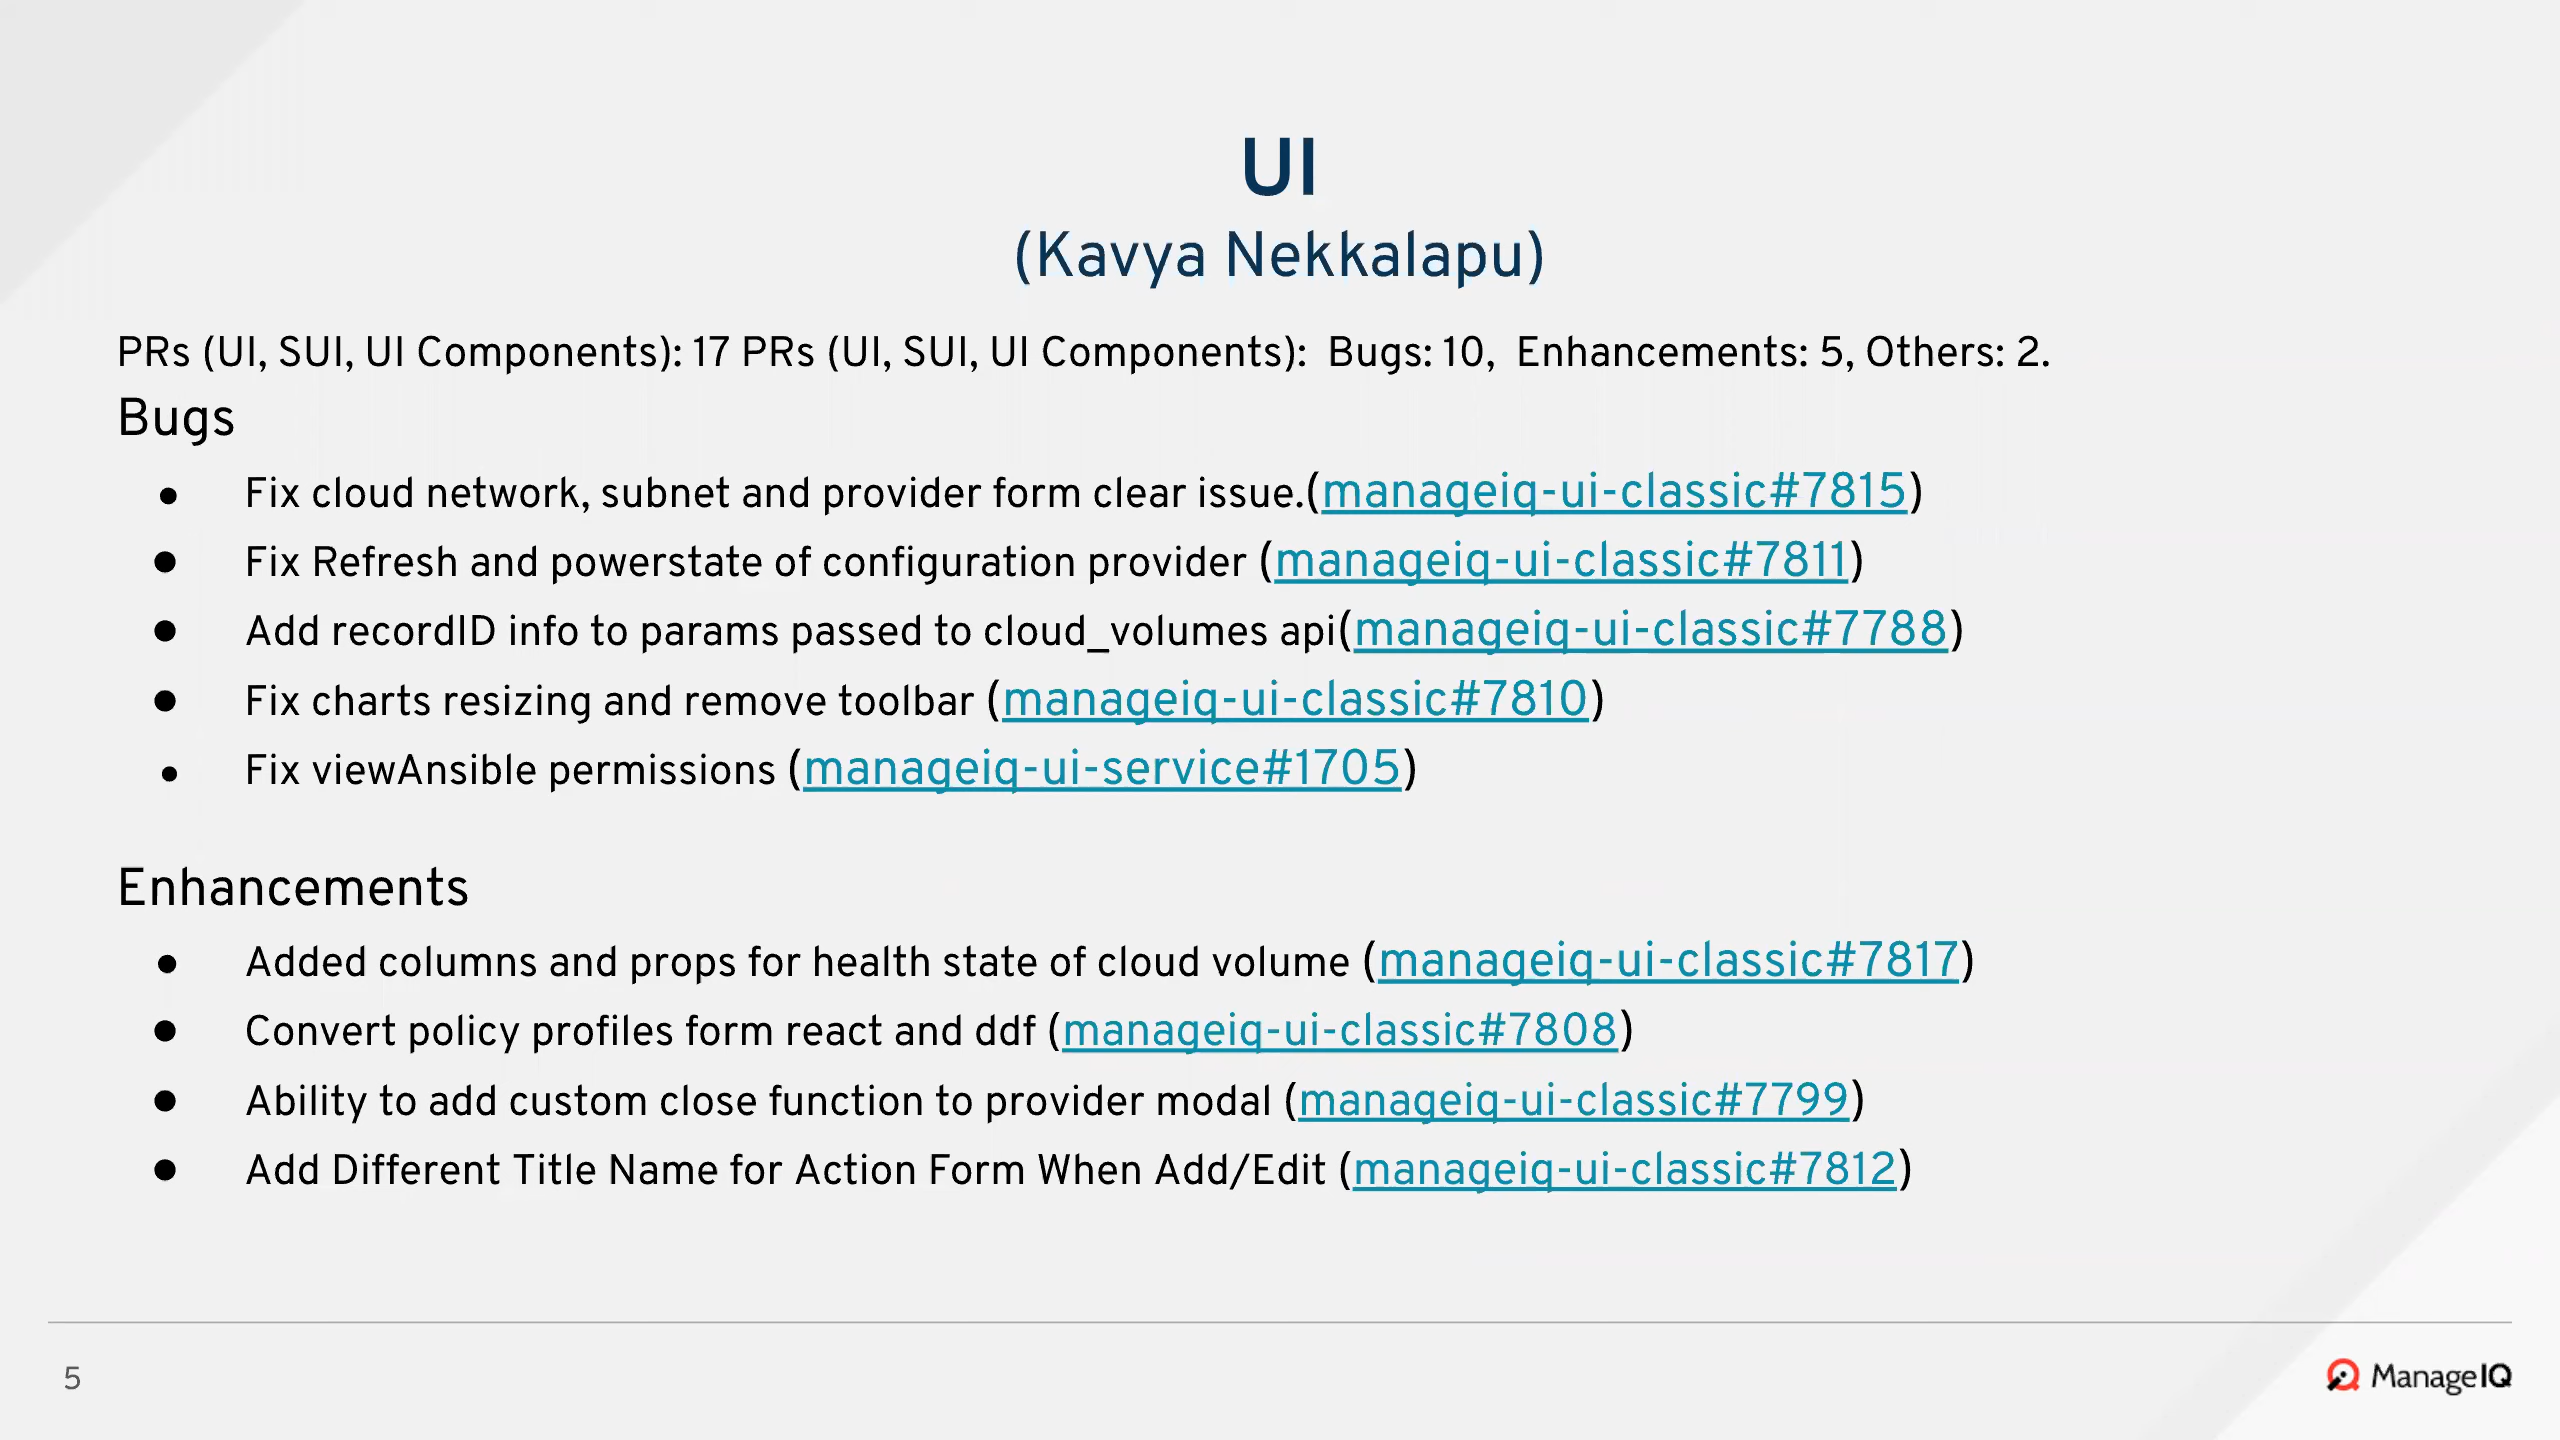 UI
(Kavya Nekkalapu)
PRs (UI, SUI, UI Components): 17 PRs (UI, SUI, UI Components):  Bugs: 10,  Enhancements: 5, Others: 2.
Bugs
● Fix cloud network, subnet and provider form clear issue.(manageiq-ui-classic#7815)
● Fix Refresh and powerstate of configuration provider (manageiq-ui-classic#7811)
● Add recordID info to params passed to cloud_volumes api(manageiq-ui-classic#7788)
● Fix charts resizing and remove toolbar (manageiq-ui-classic#7810)
● Fix viewAnsible permissions (manageiq-ui-service#1705)
Enhancements
● Added columns and props for health state of cloud volume (manageiq-ui-classic#7817)
● Convert policy profiles form react and ddf (manageiq-ui-classic#7808)
● Ability to add custom close function to provider modal (manageiq-ui-classic#7799)
● Add Different Title Name for Action Form When Add/Edit (manageiq-ui-classic#7812)
5
ManageIQ